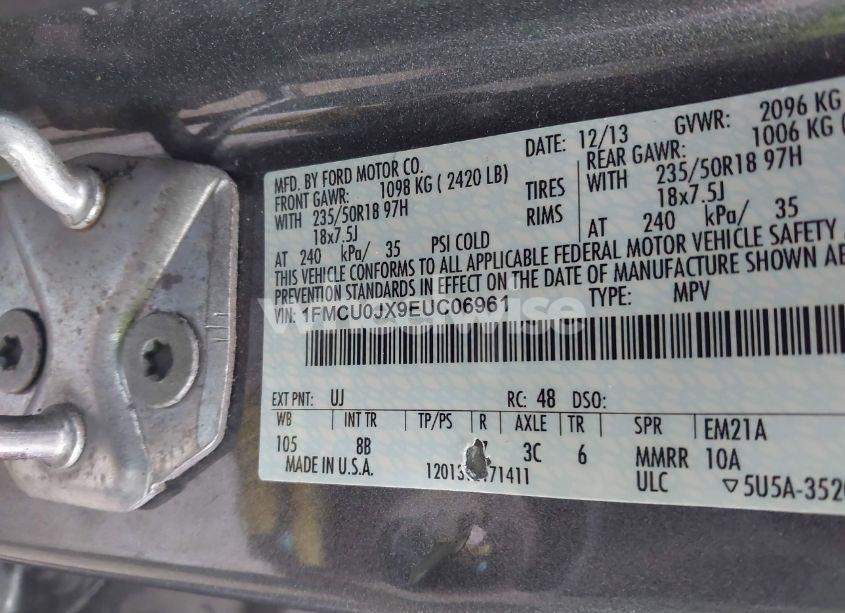 MFD. BY FORD MOTOR CO. DATE: 12/13 GVWR: 2096 KG
FRONT GAWR: 1098 KG ( 2420 LB) REAR GAWR: 1006 KG (
WITH 235/50R18 97H TIRES WITH 235/50R18 97H
18x7.5J RIMS 18x7.5J
AT 240 kPa/ 35 PSI COLD AT 240 kPa/ 35
THIS VEHICLE CONFORMS TO ALL APPLICABLE FEDERAL MOTOR VEHICLE SAFETY
PREVENTION STANDARDS IN EFFECT ON THE DATE OF MANUFACTURE SHOWN
VIN: 1FMCU0JX9EUC06961 TYPE: MPV
EXT PNT: UJ RC: 48 DSO:
WB INT TR TP/PS R AXLE TR SPR EM21A
105 8B 3C 6 MMRR 10A
MADE IN U.S.A. ULC ▽5U5A-3520